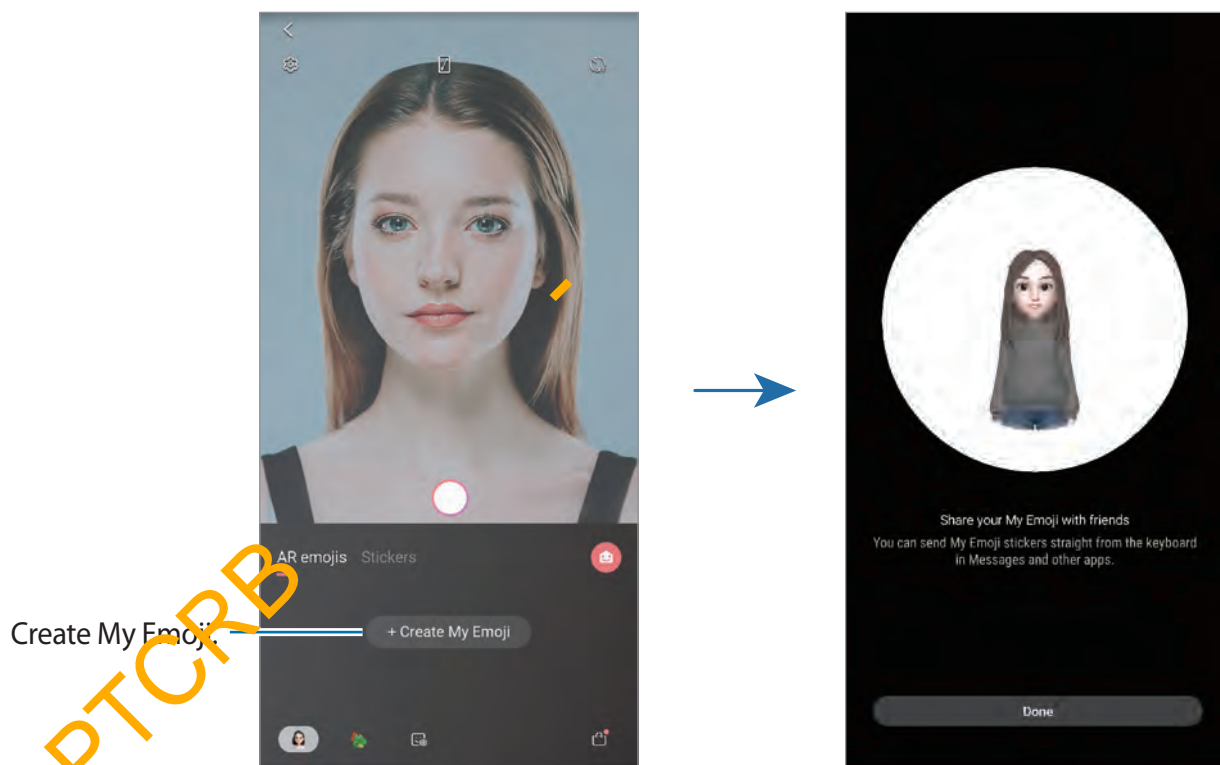 AR emojis Stickers
Create My Emoji.
+ Create My Emoji
PTCRB
Share your My Emoji with friends
You can send My Emoji stickers straight from the keyboard
in Messages and other apps.
Done